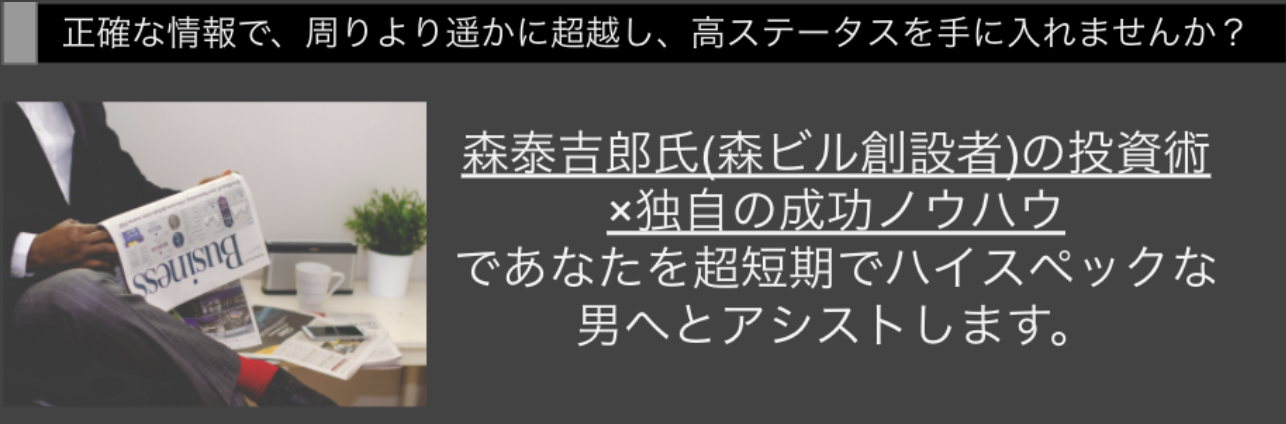 正確な情報で、周りより遥かに超越し、高ステータスを手に入れませんか？
森泰吉郎氏(森ビル創設者)の投資術
×独自の成功ノウハウ
であなたを超短期でハイスペックな
男へとアシストします。
Business